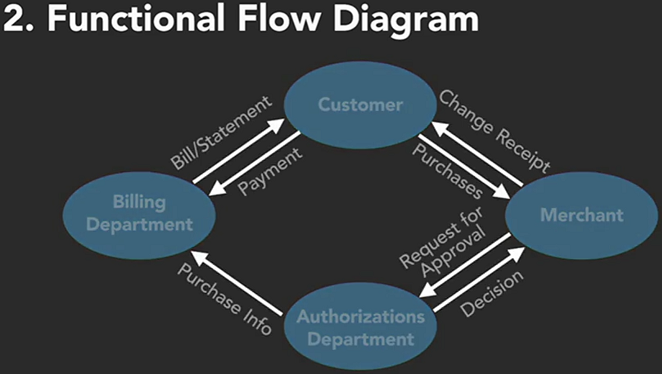 2. Functional Flow Diagram
Customer
Bill/Statement
Payment
Change Receipt
Purchases
Billing
Department
Merchant
Request for
Approval
Decision
Purchase Info
Authorizations
Department